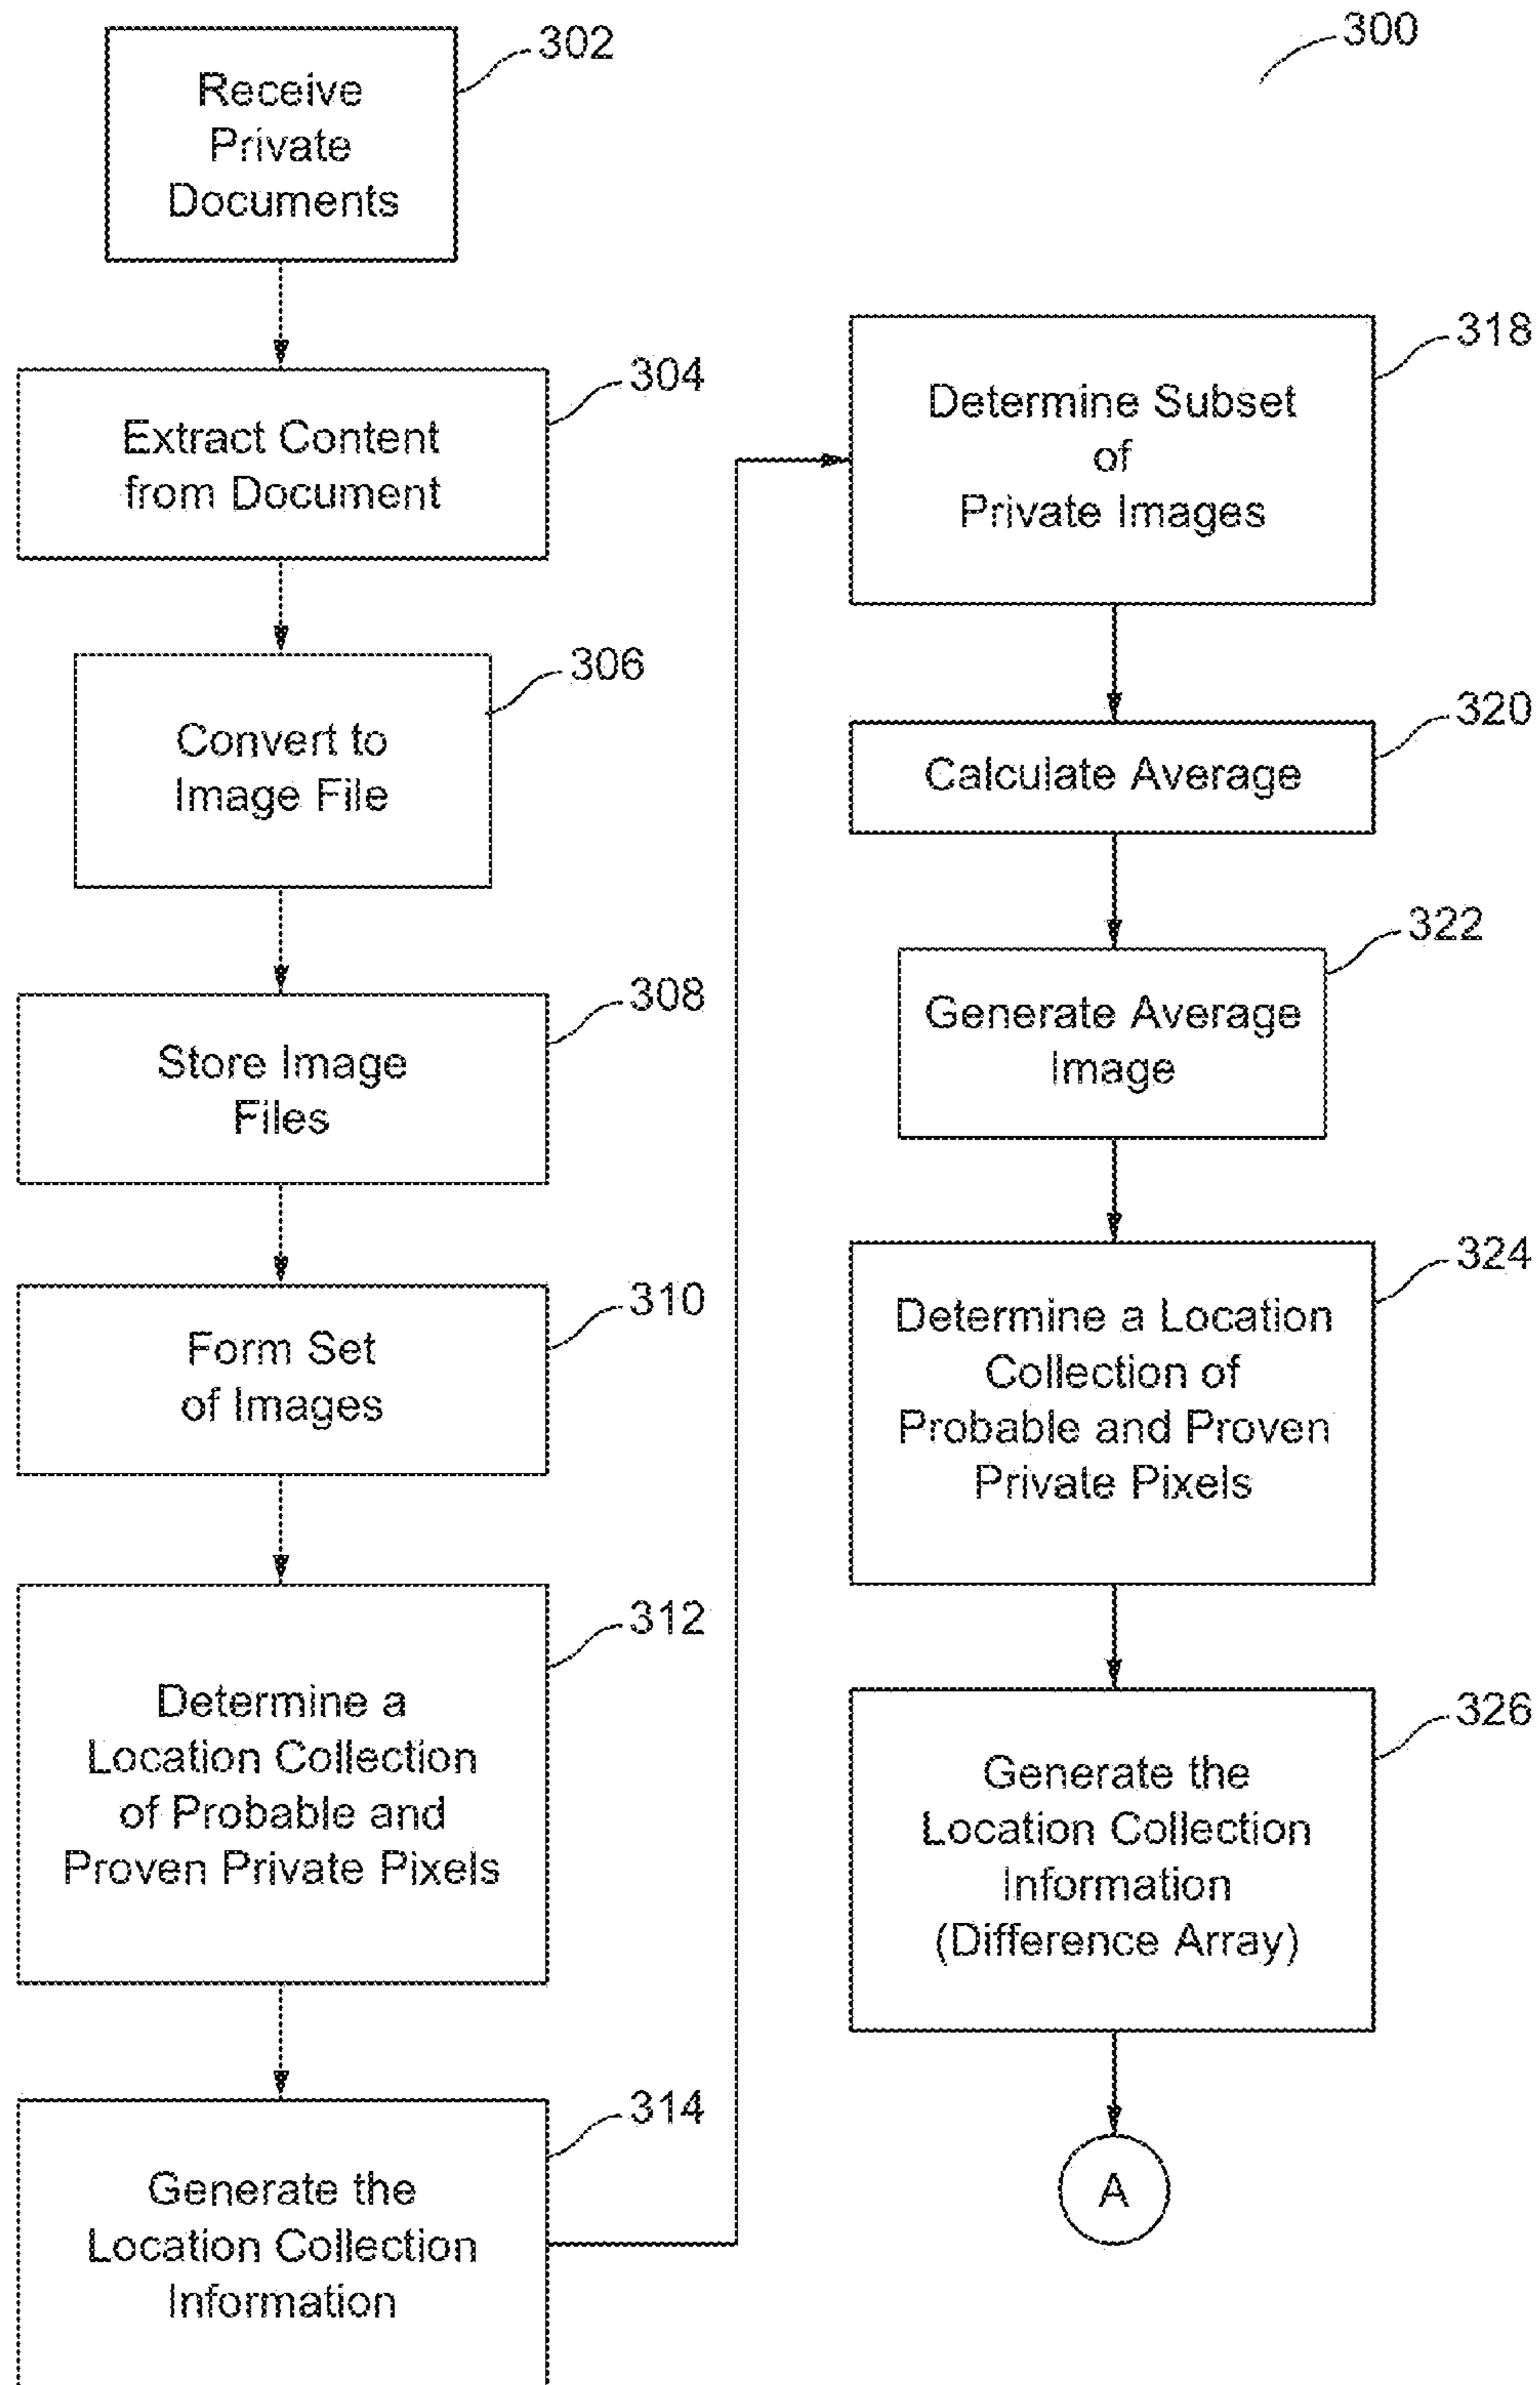 300
302
Receive
Private
Documents
304
Extract Content
from Document
306
Convert to
Image File
308
Store Image
Files
310
Form Set
of Images
312
Determine a
Location Collection
of Probable and
Proven Private Pixels
314
Generate the
Location Collection
Information
318
Determine Subset
of
Private Images
320
Calculate Average
322
Generate Average
Image
324
Determine a Location
Collection of
Probable and Proven
Private Pixels
326
Generate the
Location Collection
Information
(Difference Array)
A